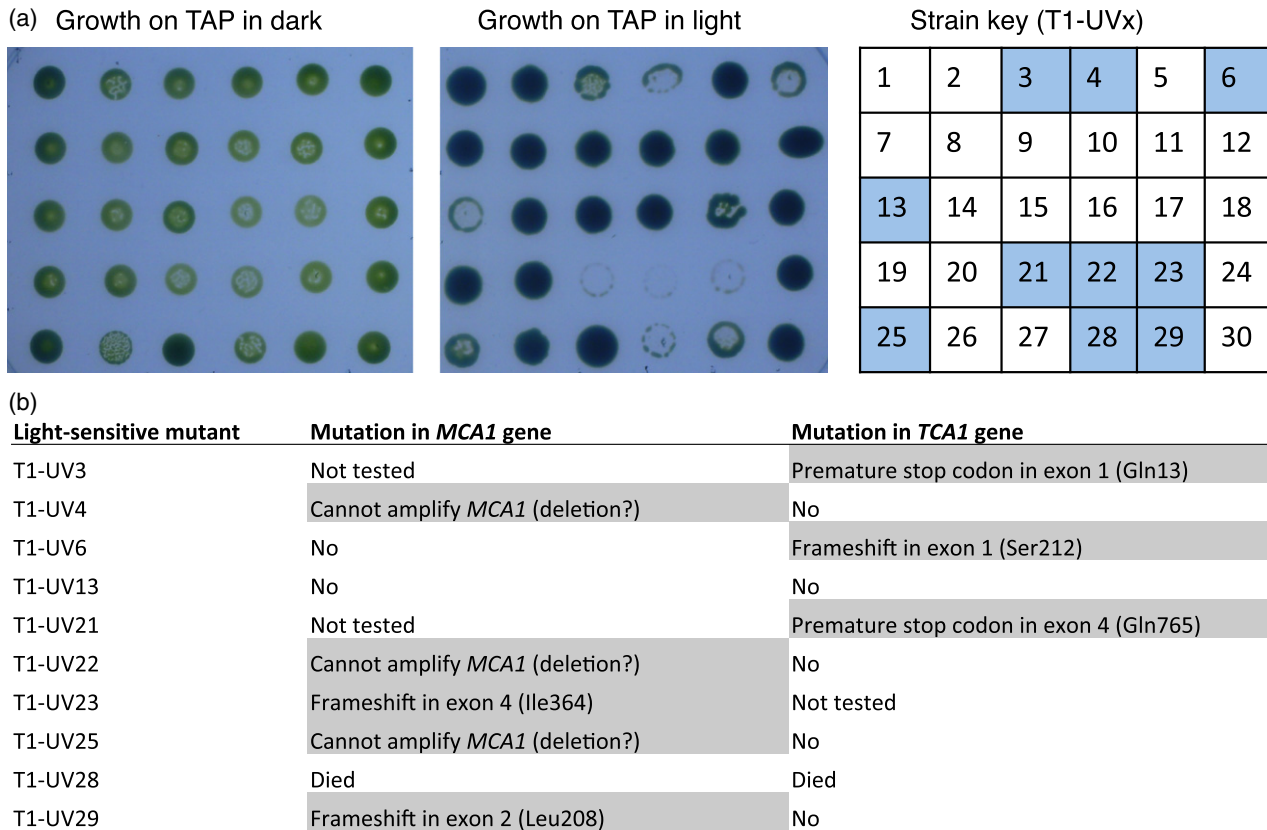 (a) Growth on TAP in dark Growth on TAP in light Strain key (T1-UVx)
1 2 3 4 5 6
7 8 9 10 11 12
13 14 15 16 17 18
19 20 21 22 23 24
25 26 27 28 29 30
(b)
Light-sensitive mutant Mutation in MCA1 gene Mutation in TCA1 gene
T1-UV3 Not tested Premature stop codon in exon 1 (Gln13)
T1-UV4 Cannot amplify MCA1 (deletion?) No
T1-UV6 No Frameshift in exon 1 (Ser212)
T1-UV13 No No
T1-UV21 Not tested Premature stop codon in exon 4 (Gln765)
T1-UV22 Cannot amplify MCA1 (deletion?) No
T1-UV23 Frameshift in exon 4 (Ile364) Not tested
T1-UV25 Cannot amplify MCA1 (deletion?) No
T1-UV28 Died Died
T1-UV29 Frameshift in exon 2 (Leu208) No